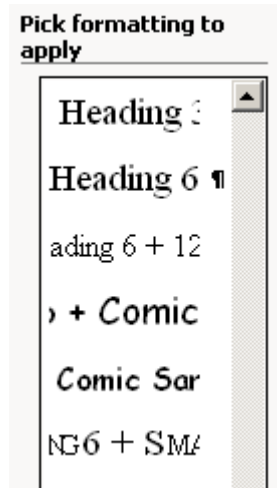 Pick formatting to
apply
Heading 3
Heading 6 ¶
ading 6 + 12
+ Comic
Comic Sar
NG6 + SMA